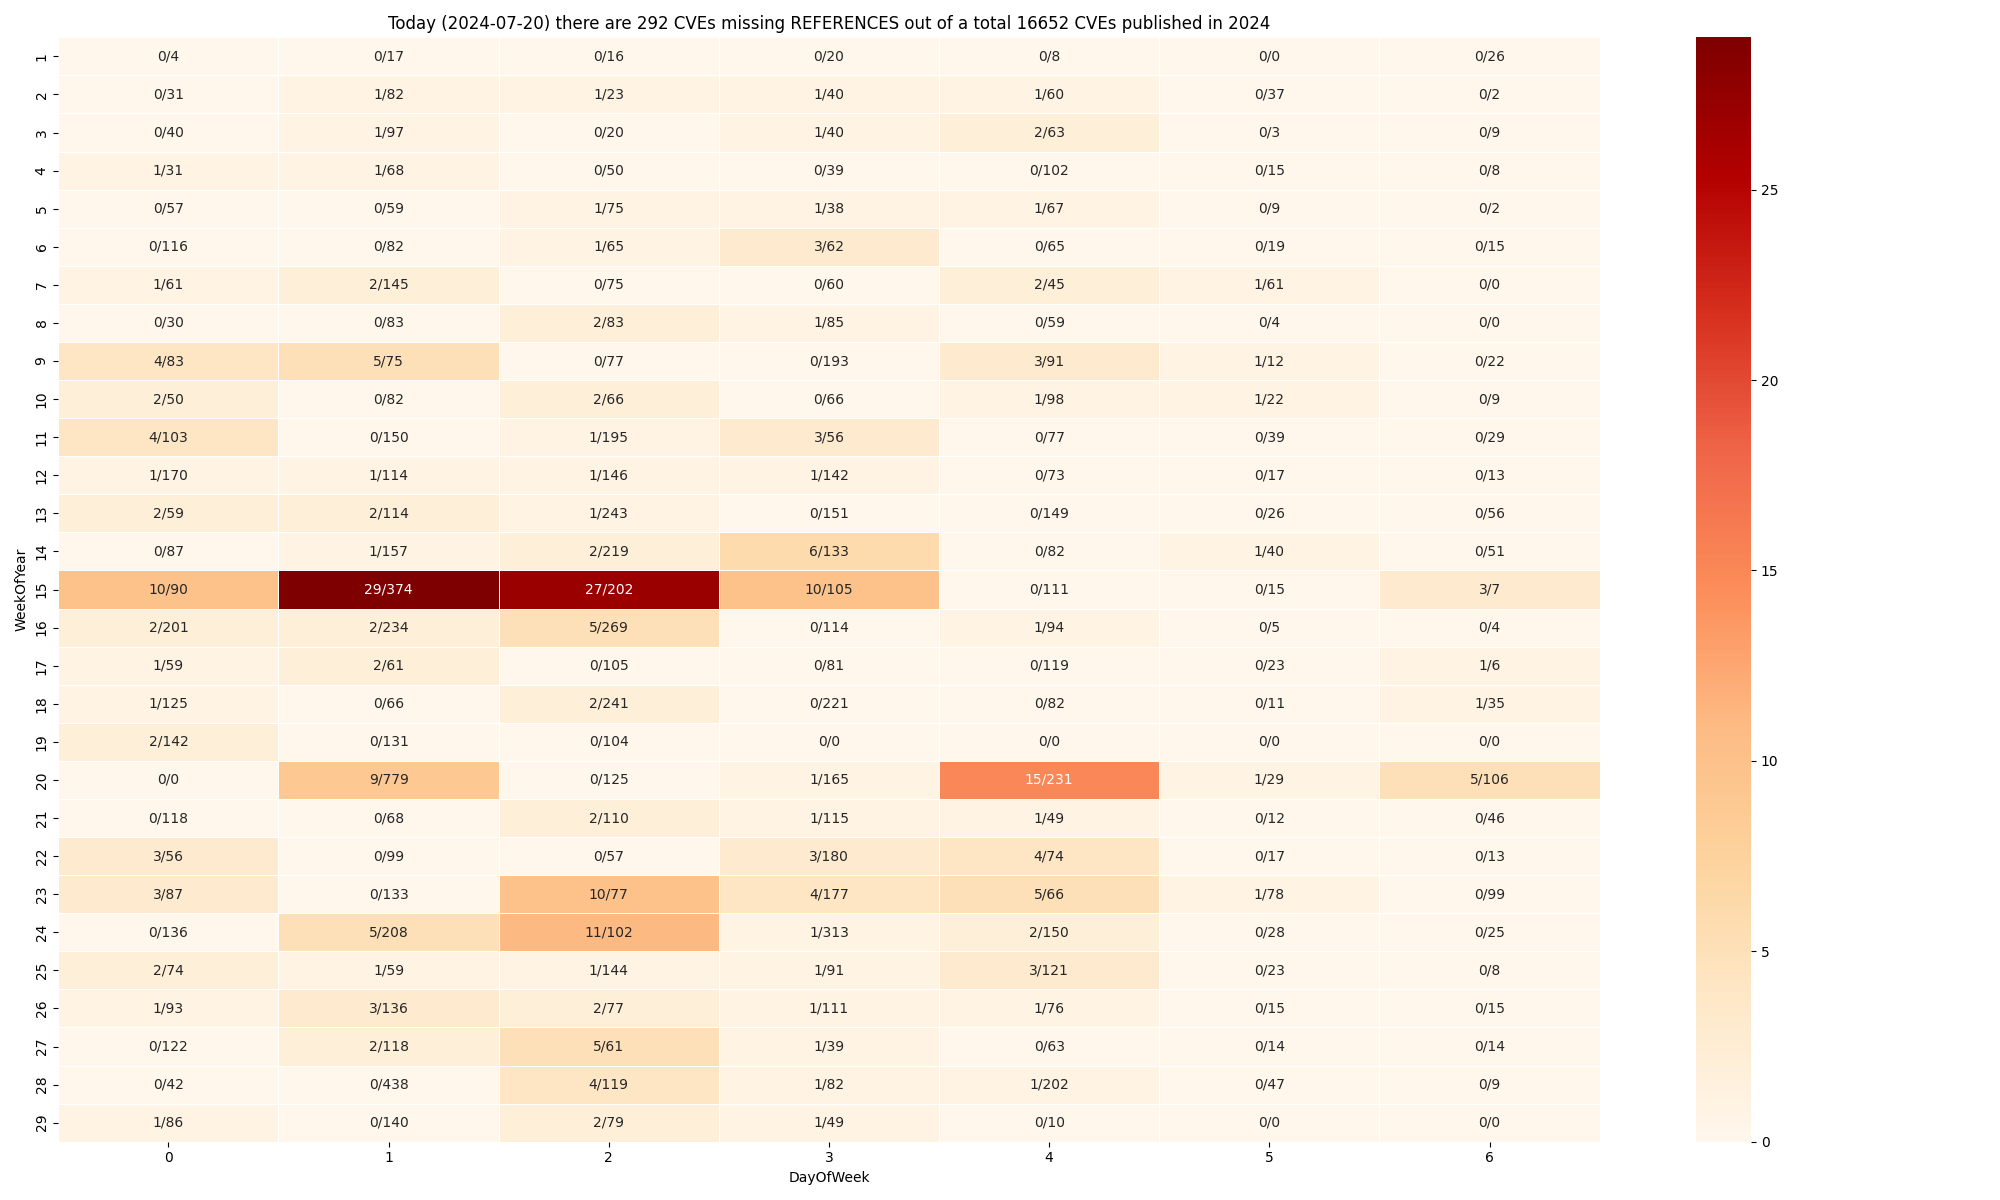 Today (2024-07-20) there are 292 CVEs missing REFERENCES out of a total 16652 CVEs published in 2024
1 0/4 0/17 0/16 0/20 0/8 0/0 0/26
2 0/31 1/82 1/23 1/40 1/60 0/37 0/2
3 0/40 1/97 0/20 1/40 2/63 0/3 0/9
4 1/31 1/68 0/50 0/39 0/102 0/15 0/8
5 0/57 0/59 1/75 1/38 1/67 0/9 0/2
6 0/116 0/82 1/65 3/62 0/65 0/19 0/15
7 1/61 2/145 0/75 0/60 2/45 1/61 0/0
8 0/30 0/83 2/83 1/85 0/59 0/4 0/0
9 4/83 5/75 0/77 0/193 3/91 1/12 0/22
10 2/50 0/82 2/66 0/66 1/98 1/22 0/9
11 4/103 0/150 1/195 3/56 0/77 0/39 0/29
12 1/170 1/114 1/146 1/142 0/73 0/17 0/13
13 2/59 2/114 1/243 0/151 0/149 0/26 0/56
14 0/87 1/157 2/219 6/133 0/82 1/40 0/51
15 10/90 29/374 27/202 10/105 0/111 0/15 3/7
16 2/201 2/234 5/269 0/114 1/94 0/5 0/4
17 1/59 2/61 0/105 0/81 0/119 0/23 1/6
18 1/125 0/66 2/241 0/221 0/82 0/11 1/35
19 2/142 0/131 0/104 0/0 0/0 0/0 0/0
20 0/0 9/779 0/125 1/165 15/231 1/29 5/106
21 0/118 0/68 2/110 1/115 1/49 0/12 0/46
22 3/56 0/99 0/57 3/180 4/74 0/17 0/13
23 3/87 0/133 10/77 4/177 5/66 1/78 0/99
24 0/136 5/208 11/102 1/313 2/150 0/28 0/25
25 2/74 1/59 1/144 1/91 3/121 0/23 0/8
26 1/93 3/136 2/77 1/111 1/76 0/15 0/15
27 0/122 2/118 5/61 1/39 0/63 0/14 0/14
28 0/42 0/438 4/119 1/82 1/202 0/47 0/9
29 1/86 0/140 2/79 1/49 0/10 0/0 0/0
0 1 2 3 4 5 6
DayOfWeek
WeekOfYear
25
20
15
10
5
0